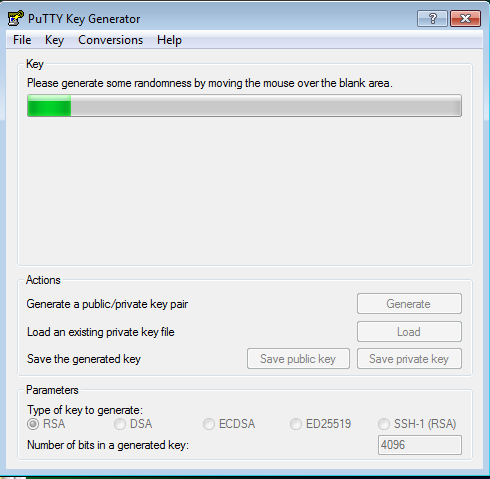 PuTTY Key Generator
File Key Conversions Help
Key
Please generate some randomness by moving the mouse over the blank area.
Actions
Generate a public/private key pair
Generate
Load an existing private key file
Load
Save the generated key
Save public key
Save private key
Parameters
Type of key to generate:
RSA DSA ECDSA ED25519 SSH-1 (RSA)
Number of bits in a generated key:
4096